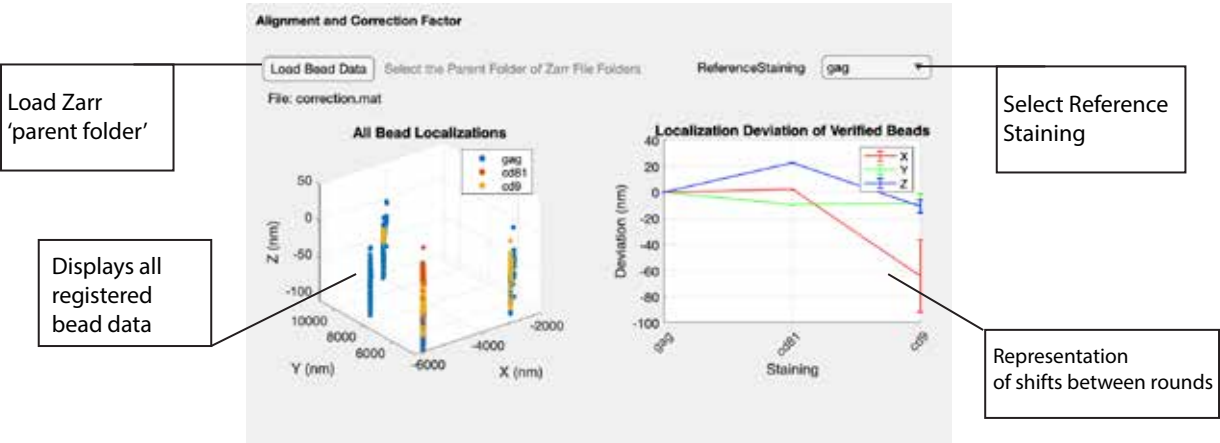 Alignment and Correction Factor
Load Bead Data Select the Parent Folder of Zarr File Folders ReferenceStaining gag
File: correction.mat
Load Zarr
'parent folder'
Select Reference
Staining
All Bead Localizations
gag
cd81
cd9
50
0
-50
-100
Z (nm)
10000
8000
6000
Y (nm)
-6000
-4000
-2000
X (nm)
Displays all
registered
bead data
Localization Deviation of Verified Beads
X
Y
Z
40
20
0
-20
-40
-60
-80
-100
Deviation (nm)
gag
cd81
cd9
Staining
Representation
of shifts between rounds